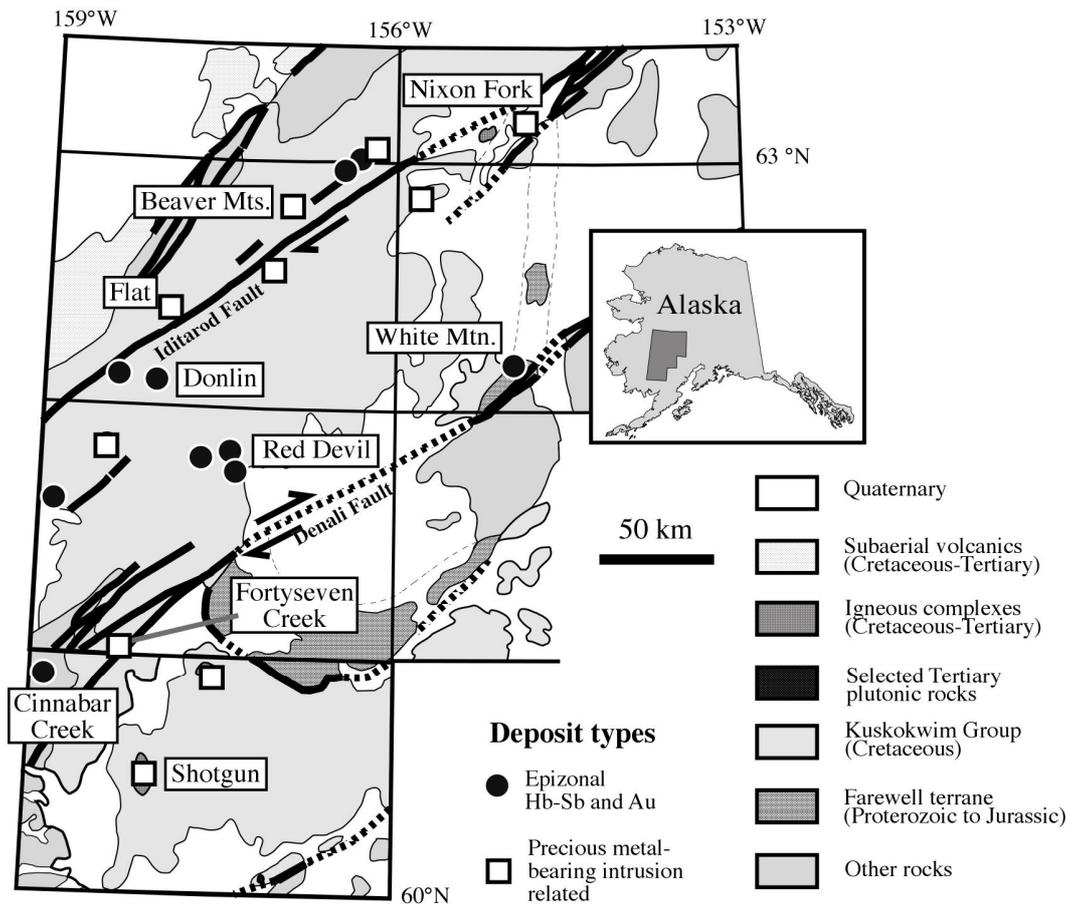 159°W
156°W
153°W
Nixon Fork
63 °N
Beaver Mts.
Alaska
Flat
Iditarod Fault
White Mtn.
Donlin
Red Devil
Quaternary
Denali Fault
50 km
Subaerial volcanics
(Cretaceous-Tertiary)
Fortyseven
Creek
Igneous complexes
(Cretaceous-Tertiary)
Selected Tertiary
plutonic rocks
Cinnabar
Creek
Deposit types
Kuskokwim Group
(Cretaceous)
Shotgun
Epizonal
Hb-Sb and Au
Farewell terrane
(Proterozoic to Jurassic)
Precious metal-
bearing intrusion
related
Other rocks
60°N